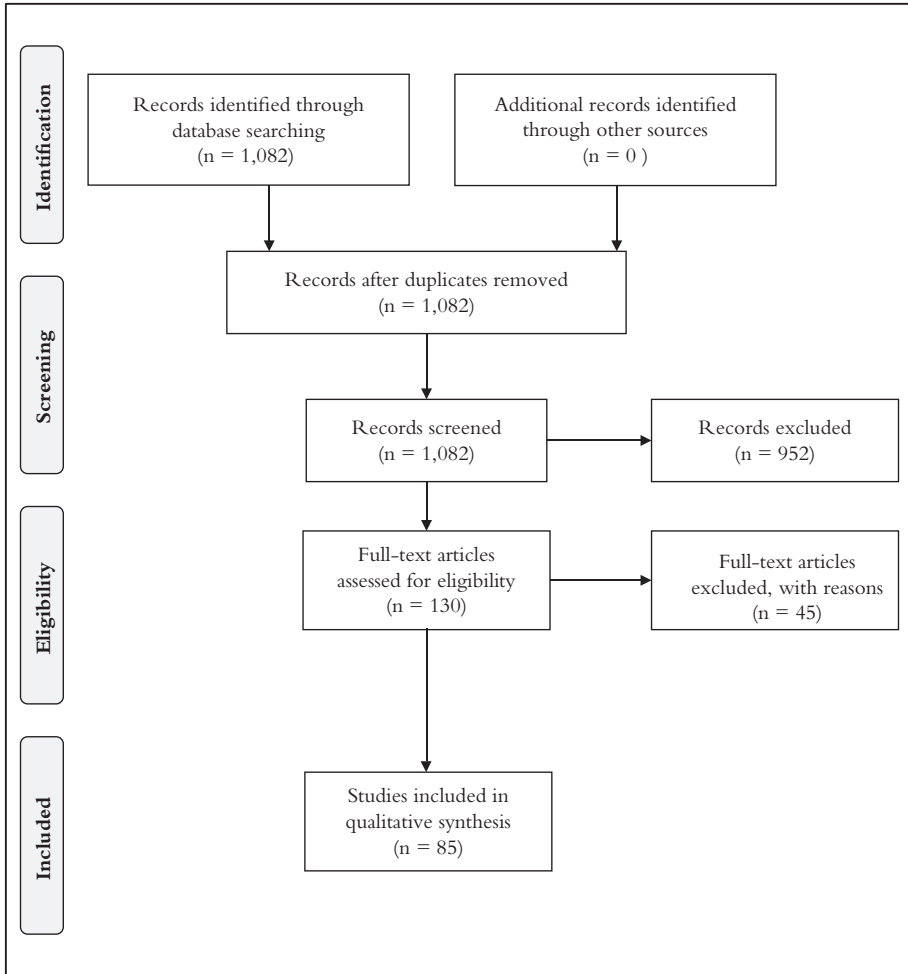 Identification
Records identified through
database searching
(n = 1,082)
Additional records identified
through other sources
(n = 0 )
Records after duplicates removed
(n = 1,082)
Screening
Records screened
(n = 1,082)
Records excluded
(n = 952)
Eligibility
Full-text articles
assessed for eligibility
(n = 130)
Full-text articles
excluded, with reasons
(n = 45)
Included
Studies included in
qualitative synthesis
(n = 85)